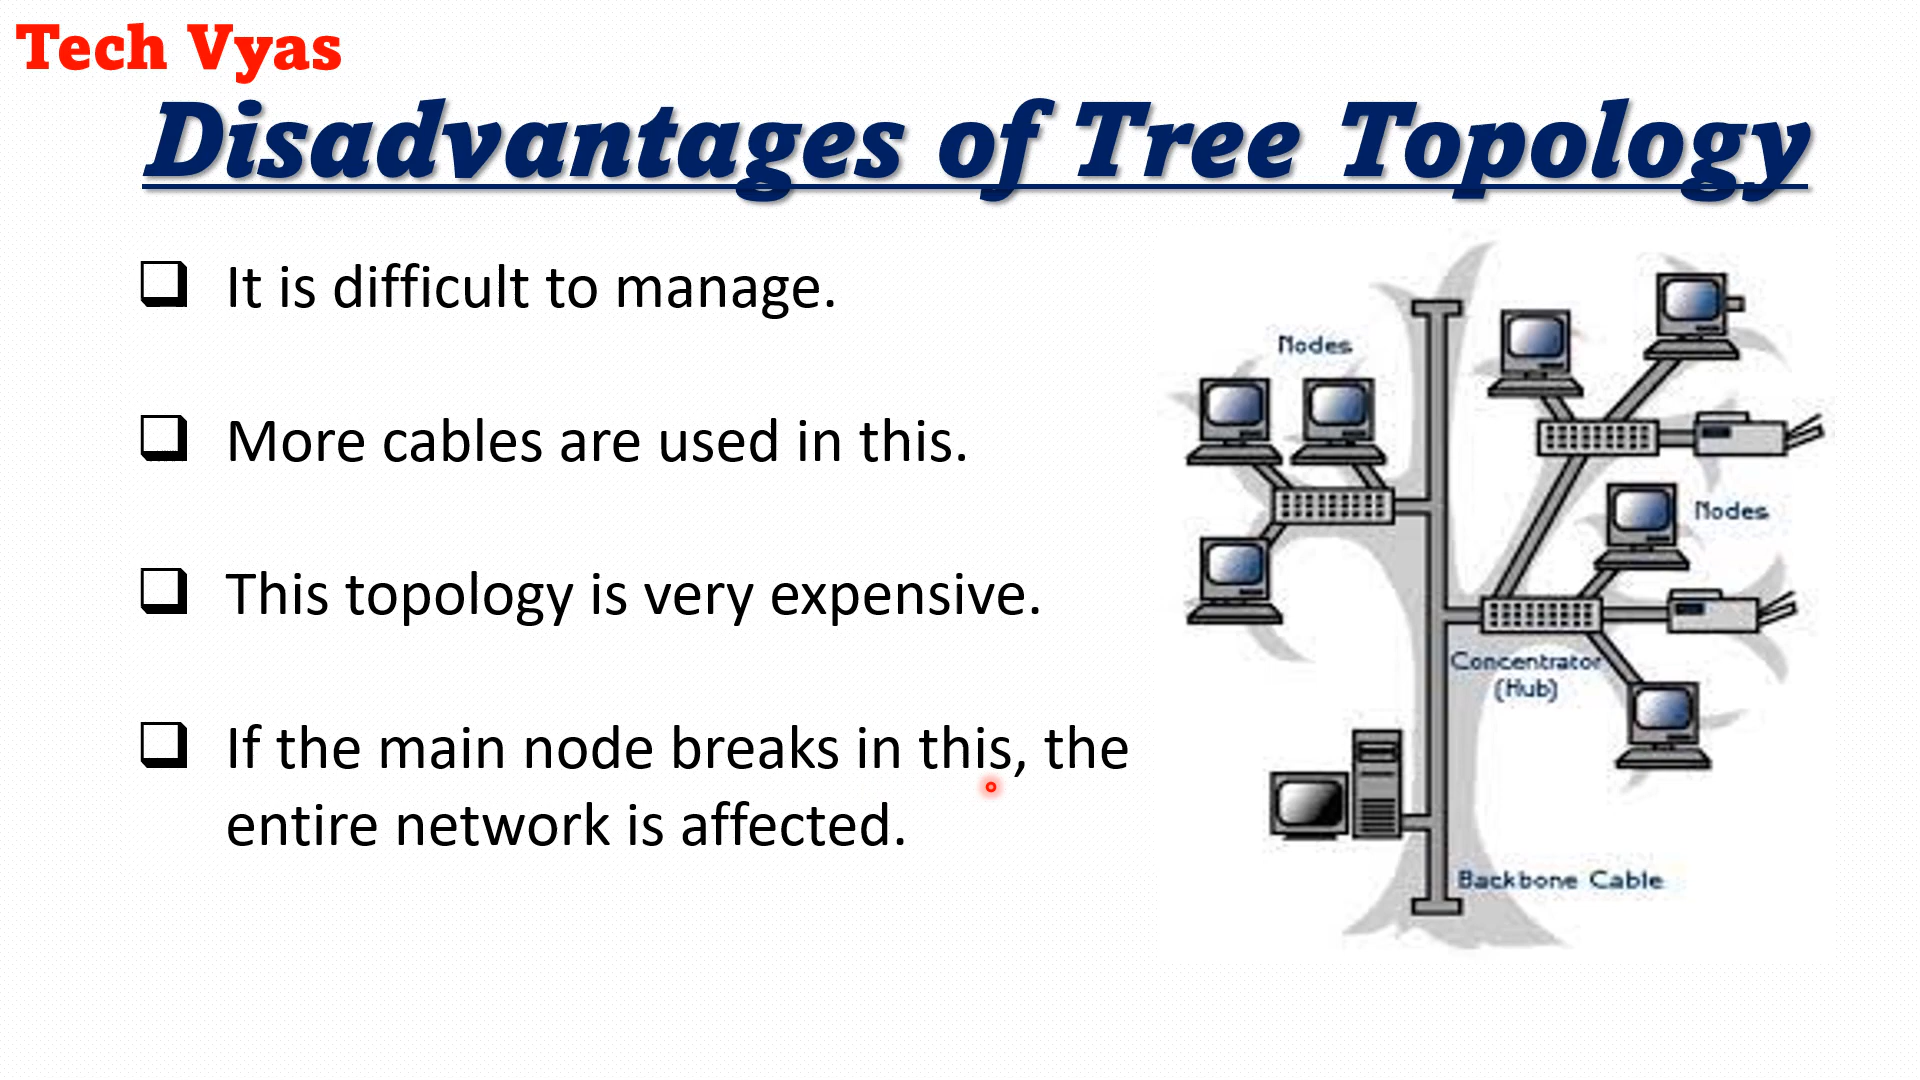 Tech Vyas
Disadvantages of Tree Topology
It is difficult to manage.
More cables are used in this.
This topology is very expensive.
If the main node breaks in this, the
entire network is affected.
Nodes
Nodes
Concentrator
(Hub)
Backbone Cable